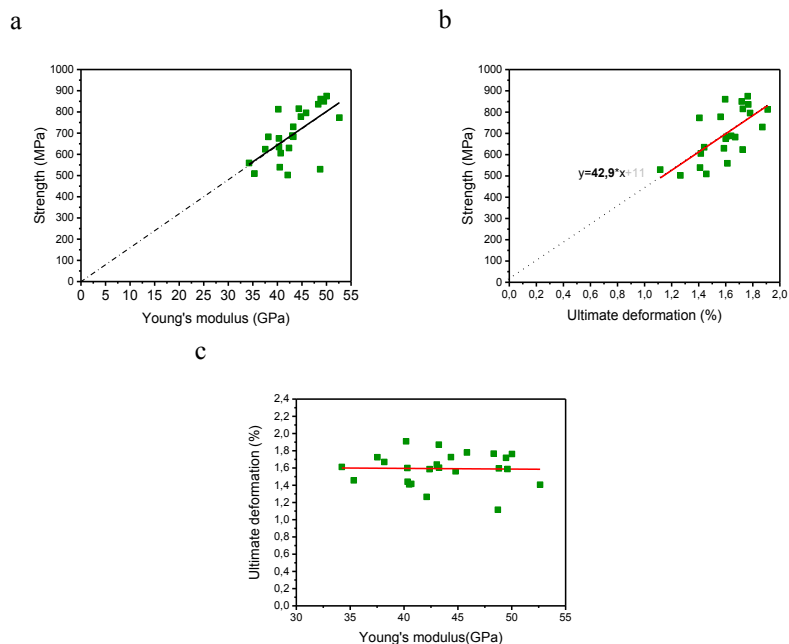 a
b
1000
900
800
700
600
500
400
300
200
100
0
Strength (MPa)
0 5 10 15 20 25 30 35 40 45 50 55
Young's modulus (GPa)
1000
900
800
700
600
500
400
300
200
100
0
Strength (MPa)
y=42,9*x+11
0,0 0,2 0,4 0,6 0,8 1,0 1,2 1,4 1,6 1,8 2,0
Ultimate deformation (%)
c
2,4
2,2
2,0
1,8
1,6
1,4
1,2
1,0
0,8
0,6
0,4
0,2
0,0
Ultimate deformation (%)
30 35 40 45 50 55
Young's modulus(GPa)